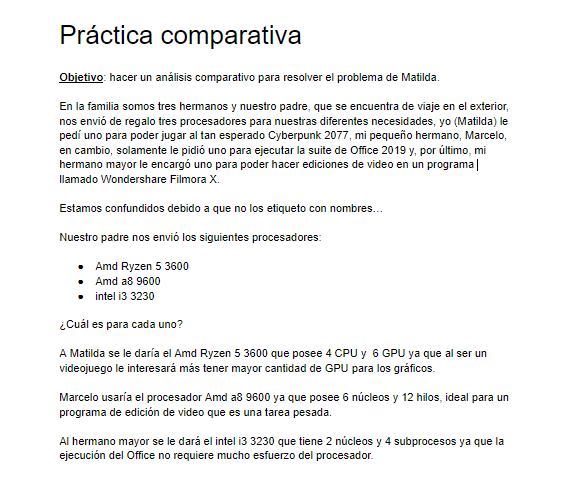 Práctica comparativa
Objetivo: hacer un análisis comparativo para resolver el problema de Matilda.
En la familia somos tres hermanos y nuestro padre, que se encuentra de viaje en el exterior,
nos envió de regalo tres procesadores para nuestras diferentes necesidades, yo (Matilda) le
pedí uno para poder jugar al tan esperado Cyberpunk 2077, mi pequeño hermano, Marcelo,
en cambio, solamente le pidió uno para ejecutar la suite de Office 2019 y, por último, mi
hermano mayor le encargó uno para poder hacer ediciones de video en un programa
llamado Wondershare Filmora X.
Estamos confundidos debido a que no los etiqueto con nombres...
Nuestro padre nos envió los siguientes procesadores:
● Amd Ryzen 5 3600
● Amd a8 9600
● intel i3 3230
¿Cuál es para cada uno?
A Matilda se le daría el Amd Ryzen 5 3600 que posee 4 CPU y 6 GPU ya que al ser un
videojuego le interesará más tener mayor cantidad de GPU para los gráficos.
Marcelo usaría el procesador Amd a8 9600 ya que posee 6 núcleos y 12 hilos, ideal para un
programa de edición de video que es una tarea pesada.
Al hermano mayor se le dará el intel i3 3230 que tiene 2 núcleos y 4 subprocesos ya que la
ejecución del Office no requiere mucho esfuerzo del procesador.